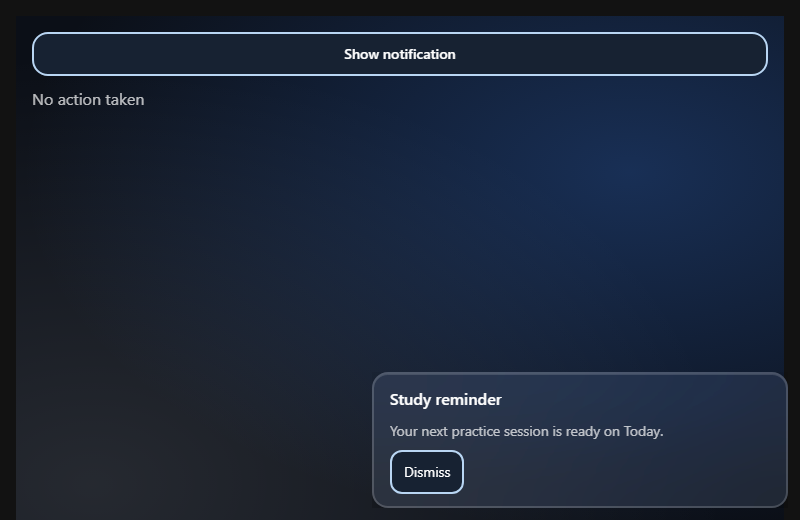 Show notification
No action taken
Study reminder
Your next practice session is ready on Today.
Dismiss